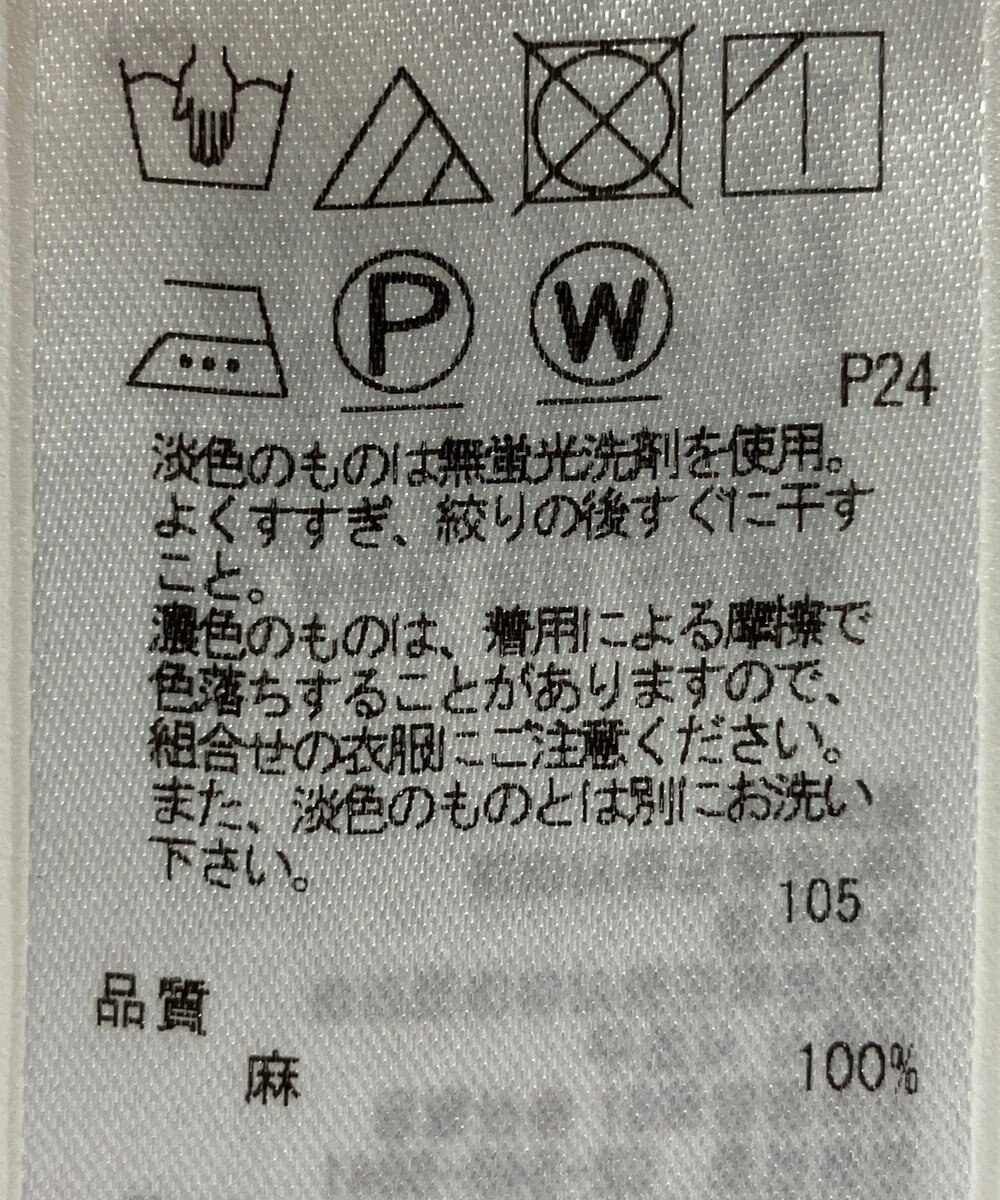 P
W
P24
淡色のものは無蛍光洗剤を使用。
よくすすぎ、絞りの後すぐに干す
こと。
濃色のものは、着用による摩擦で
色落ちすることがありますので、
組合せの衣服にご注意ください。
また、淡色のものとは別にお洗い
下さい。
105
品質
麻 100%